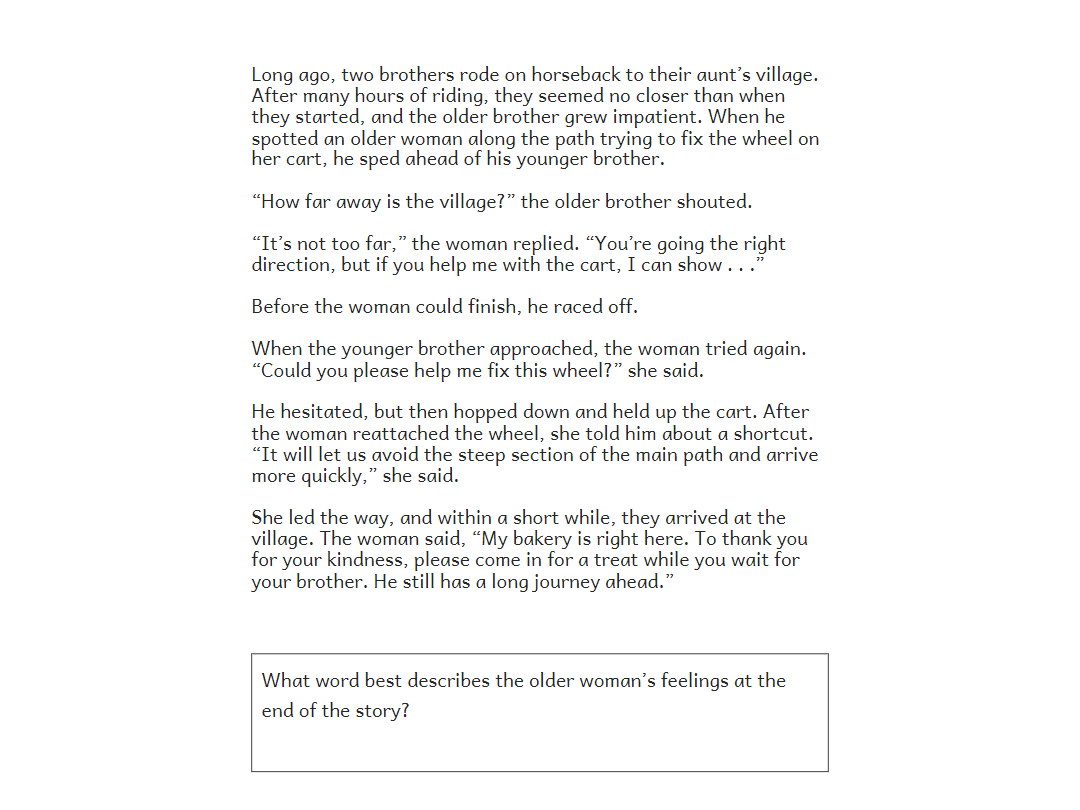 Long ago, two brothers rode on horseback to their aunt’s village.
After many hours of riding, they seemed no closer than when
they started, and the older brother grew impatient. When he
spotted an older woman along the path trying to fix the wheel on
her cart, he sped ahead of his younger brother.
“How far away is the village?” the older brother shouted.
“It’s not too far,” the woman replied. “You’re going the right
direction, but if you help me with the cart, I can show . . .”
Before the woman could finish, he raced off.
When the younger brother approached, the woman tried again.
“Could you please help me fix this wheel?” she said.
He hesitated, but then hopped down and held up the cart. After
the woman reattached the wheel, she told him about a shortcut.
“It will let us avoid the steep section of the main path and arrive
more quickly,” she said.
She led the way, and within a short while, they arrived at the
village. The woman said, “My bakery is right here. To thank you
for your kindness, please come in for a treat while you wait for
your brother. He still has a long journey ahead.”
What word best describes the older woman’s feelings at the
end of the story?